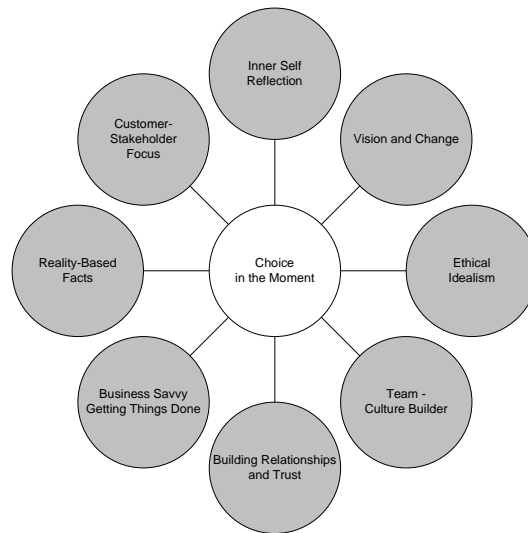 Inner Self
Reflection
Customer-
Stakeholder
Focus
Vision and Change
Reality-Based
Facts
Choice
in the Moment
Ethical
Idealism
Business Savvy
Getting Things Done
Team -
Culture Builder
Building Relationships
and Trust